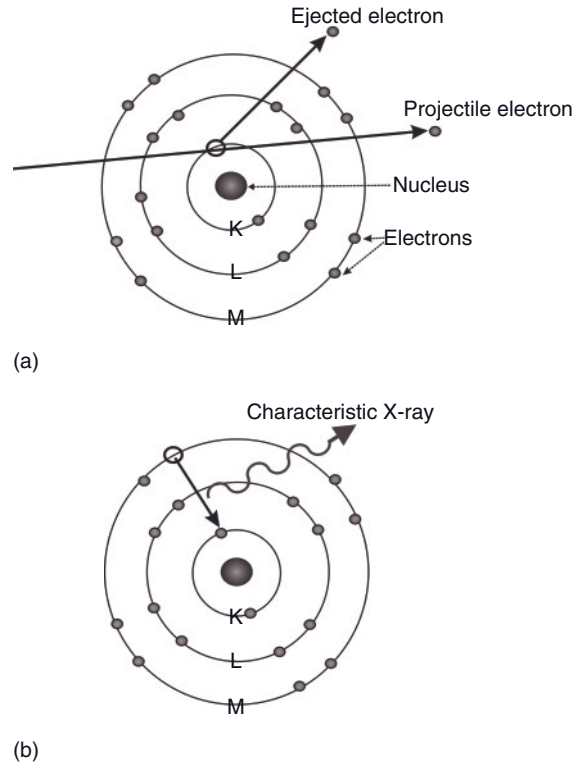 Ejected electron
Projectile electron
Nucleus
K
Electrons
L
M
(a)
Characteristic X-ray
K
L
M
(b)